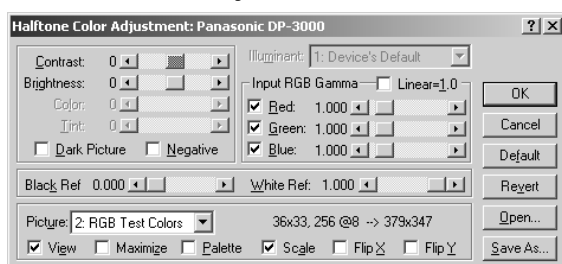 Halftone Color Adjustment: Panasonic DP-3000
Contrast: 0
Brightness: 0
Color: 0
Tint: 0
Dark Picture Negative
Illuminant: 1: Device's Default
Input RGB Gamma Linear=1.0
Red: 1.000
Green: 1.000
Blue: 1.000
Black Ref 0.000 White Ref: 1.000
Picture: 2: RGB Test Colors 36x33, 256 @8 --> 379x347
View Maximize Palette Scale Flip X Flip Y
OK
Cancel
Default
Revert
Open...
Save As...